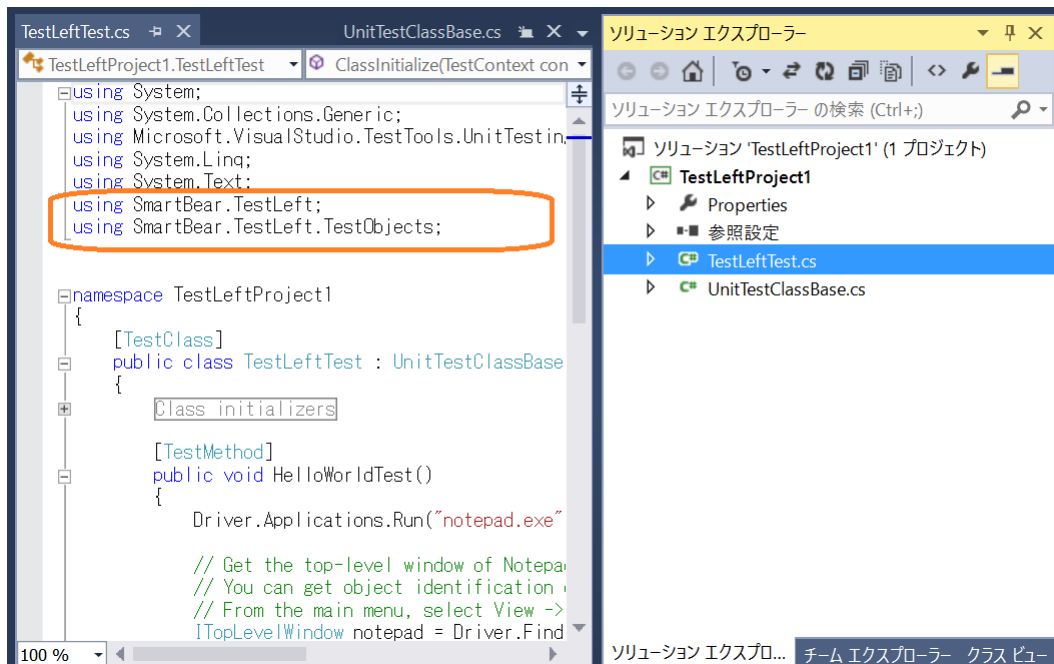 TestLeftTest.cs
UnitTestClassBase.cs
TestLeftProject1.TestLeftTest
ClassInitialize(TestContext con
using System;
using System.Collections.Generic;
using Microsoft.VisualStudio.TestTools.UnitTestin
using System.Linq;
using System.Text;
using SmartBear.TestLeft;
using SmartBear.TestLeft.TestObjects;
namespace TestLeftProject1
{
[TestClass]
public class TestLeftTest : UnitTestClassBase
{
Class initializers
[TestMethod]
public void HelloWorldTest()
{
Driver.Applications.Run("notepad.exe"
// Get the top-level window of Notepa
// You can get object identification
// From the main menu, select View ->
ITopLevelWindow notepad = Driver.Find
100 %
ソリューション エクスプローラー
ソリューション エクスプローラー の検索 (Ctrl+;)
ソリューション 'TestLeftProject1' (1 プロジェクト)
C# TestLeftProject1
Properties
参照設定
C# TestLeftTest.cs
C# UnitTestClassBase.cs
ソリューション エクスプロ... チーム エクスプローラー クラス ビュー